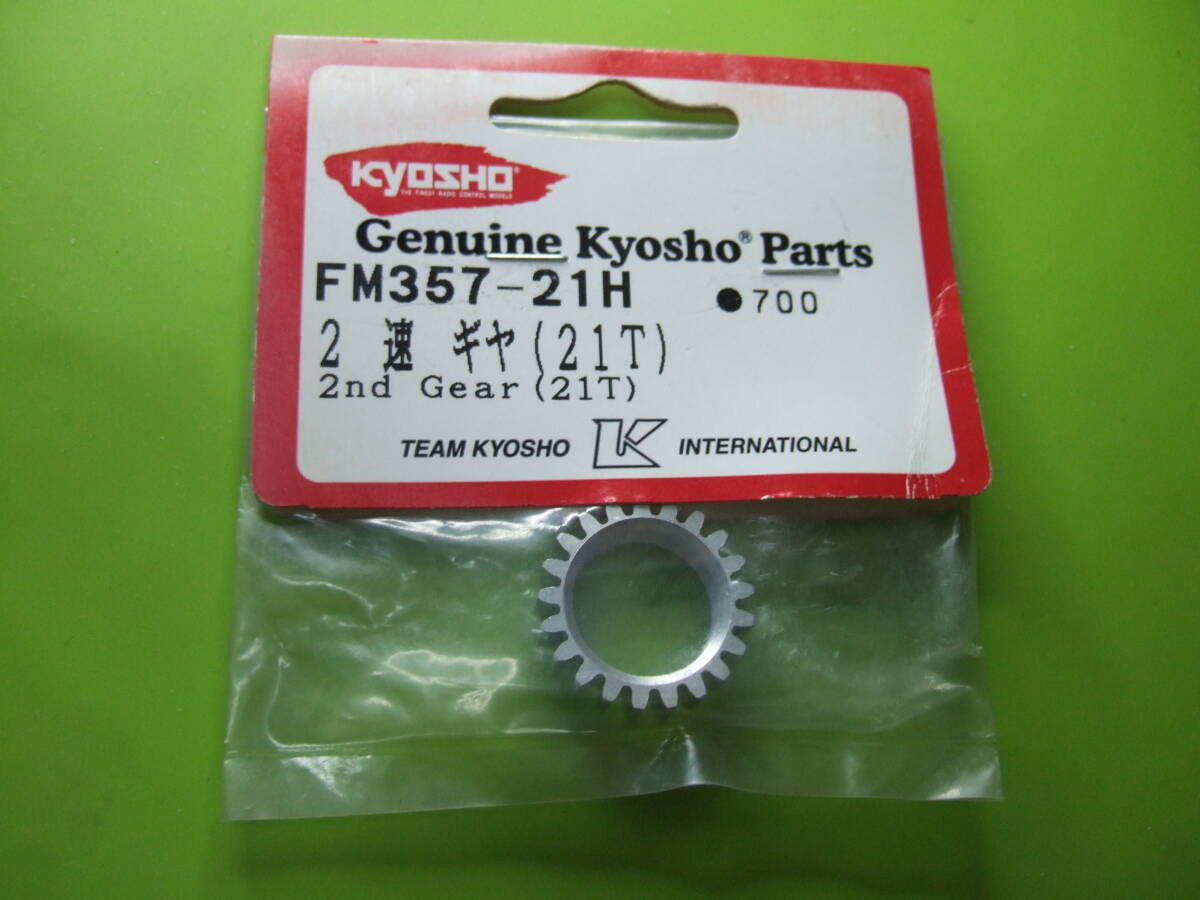 KYOSHO®
THE FINEST RADIO CONTROL MODELS
Genuine Kyosho® Parts
FM357-21H ●700
2 速 ギヤ(21T)
2nd Gear (21T)
TEAM KYOSHO K INTERNATIONAL